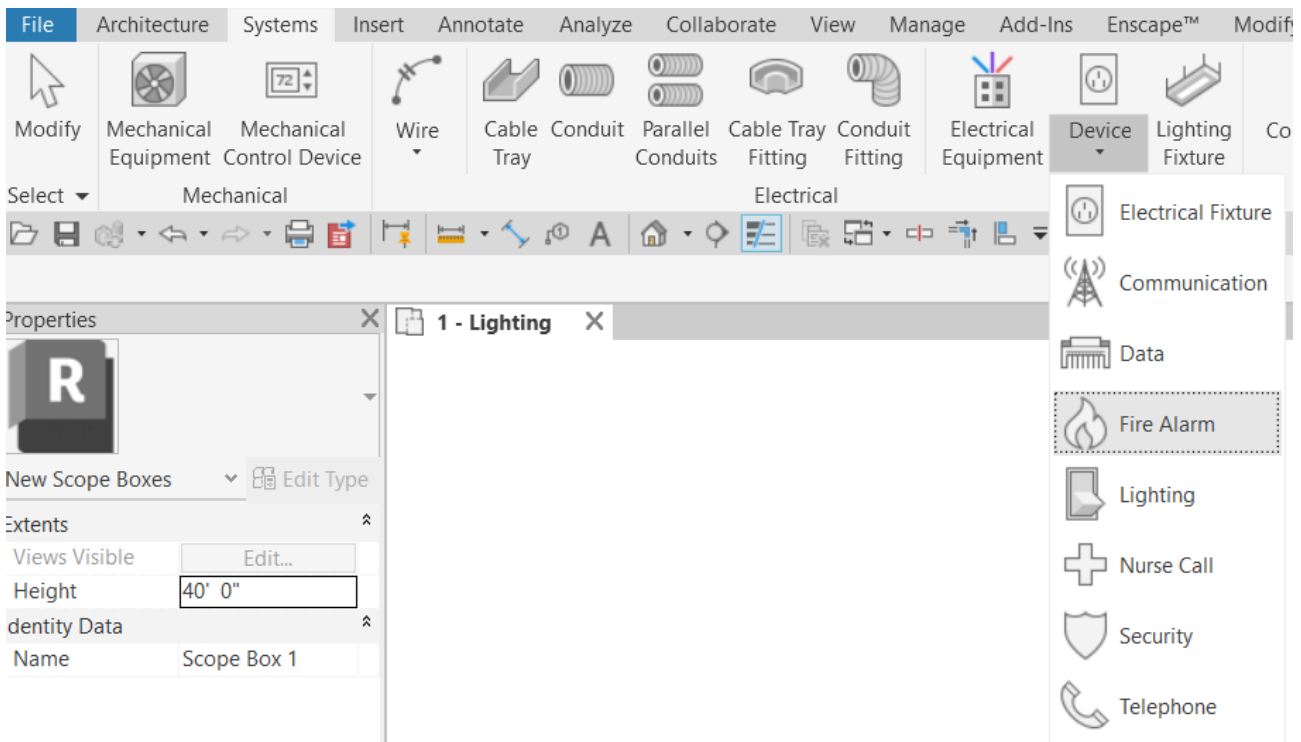 File Architecture Systems Insert Annotate Analyze Collaborate View Manage Add-Ins Enscape™ Modify
72
Modify Mechanical Mechanical Wire Cable Conduit Parallel Cable Tray Conduit Electrical Device Lighting Co
Equipment Control Device Tray Conduits Fitting Fitting Equipment Fixture
Select Mechanical Electrical
Electrical Fixture
1 A
Communication
Properties
1 - Lighting
R
Data
Fire Alarm
New Scope Boxes Edit Type
Lighting
Extents
Views Visible Edit...
Nurse Call
Height 40' 0"
dentity Data
Security
Name Scope Box 1
Telephone